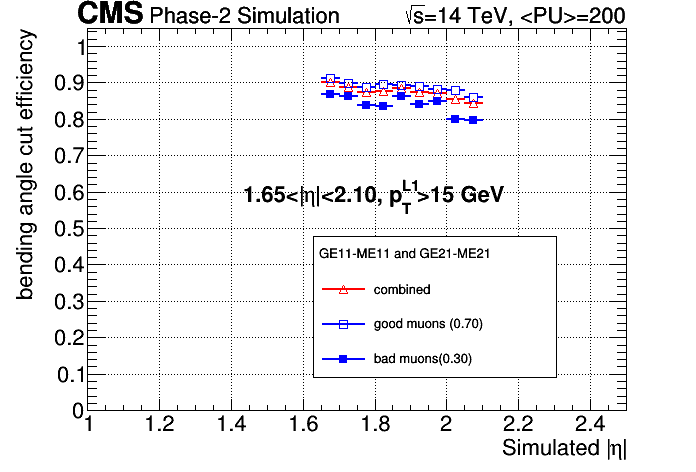 CMS Phase-2 Simulation √s=14 TeV, <PU>=200
bending angle cut efficiency
1
0.9
0.8
0.7
0.6
0.5
0.4
0.3
0.2
0.1
0
1.65<|η|<2.10, p_T^L1>15 GeV
GE11-ME11 and GE21-ME21
combined
good muons (0.70)
bad muons(0.30)
1 1.2 1.4 1.6 1.8 2 2.2 2.4
Simulated |η|